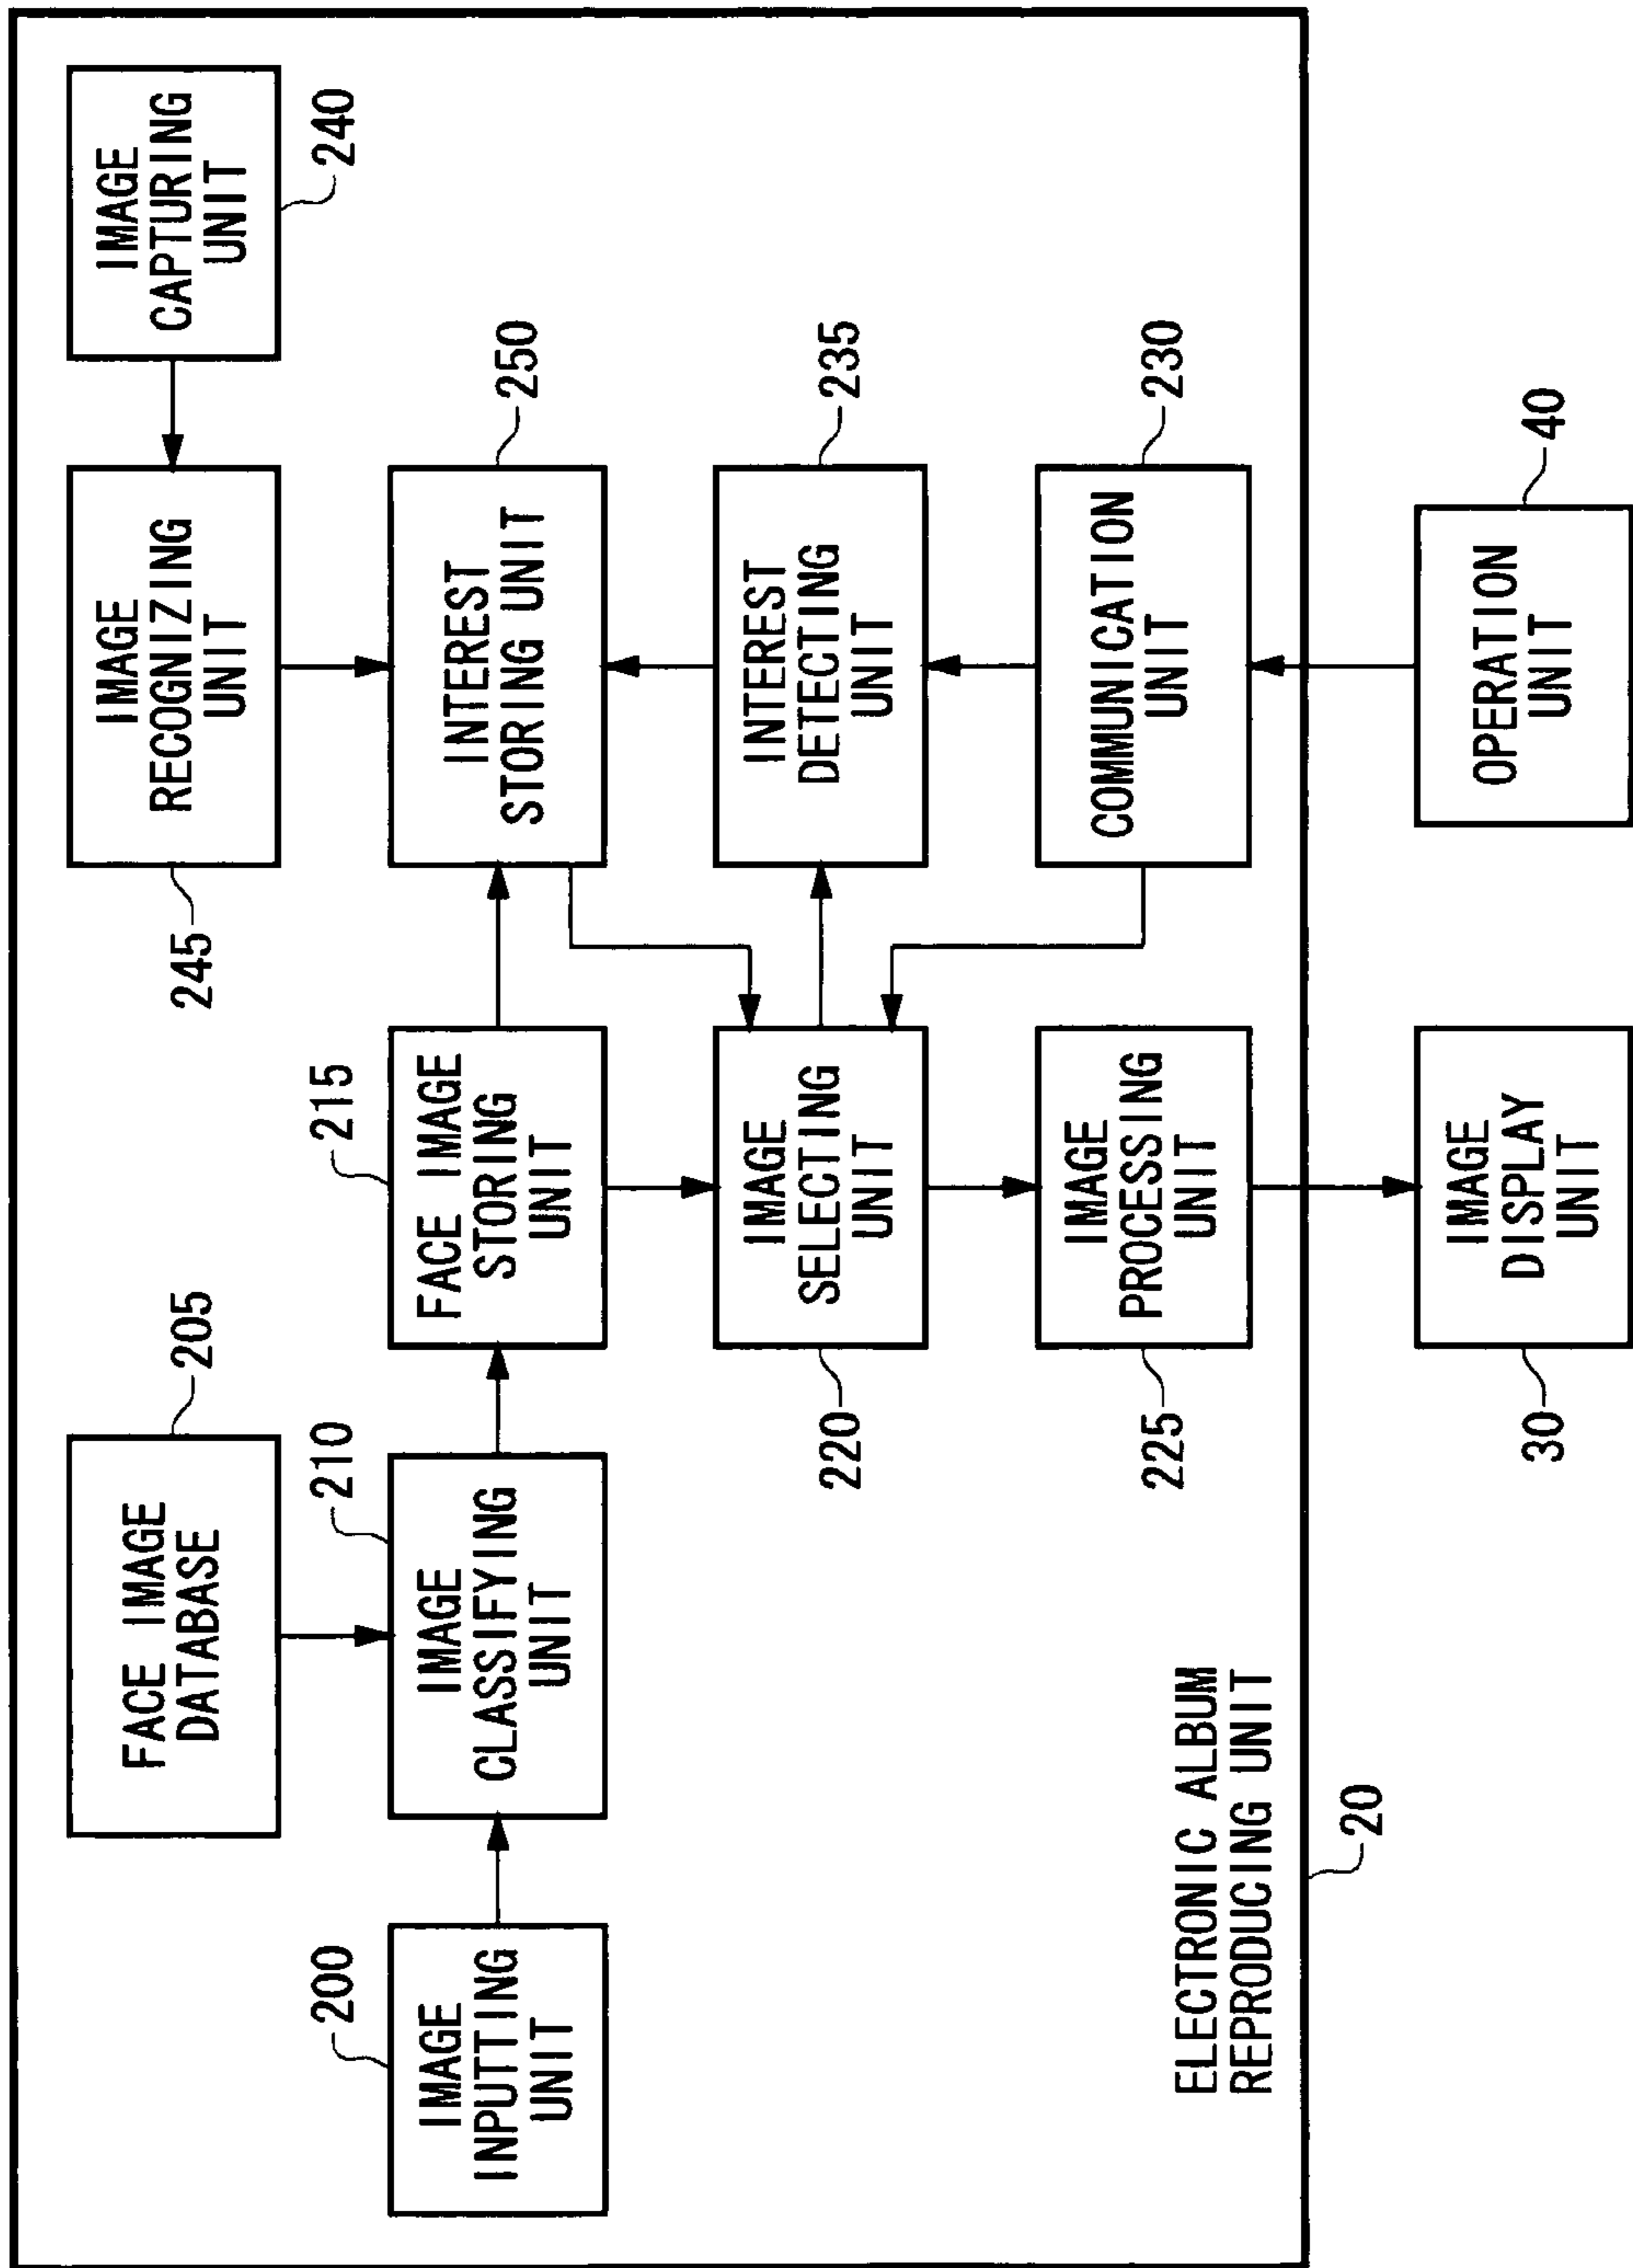 FACE IMAGE
DATABASE
205
IMAGE
RECOGNIZING
UNIT
245
IMAGE
CAPTURING
UNIT
240
IMAGE
INPUTTING
UNIT
200
IMAGE
CLASSIFYING
UNIT
210
FACE IMAGE
STORING
UNIT
215
INTEREST
STORING UNIT
250
IMAGE
SELECTING
UNIT
220
INTEREST
DETECTING
UNIT
235
IMAGE
PROCESSING
UNIT
225
COMMUNICATION
UNIT
230
ELECTRONIC ALBUM
REPRODUCING UNIT
20
IMAGE
DISPLAY
UNIT
30
OPERATION
UNIT
40